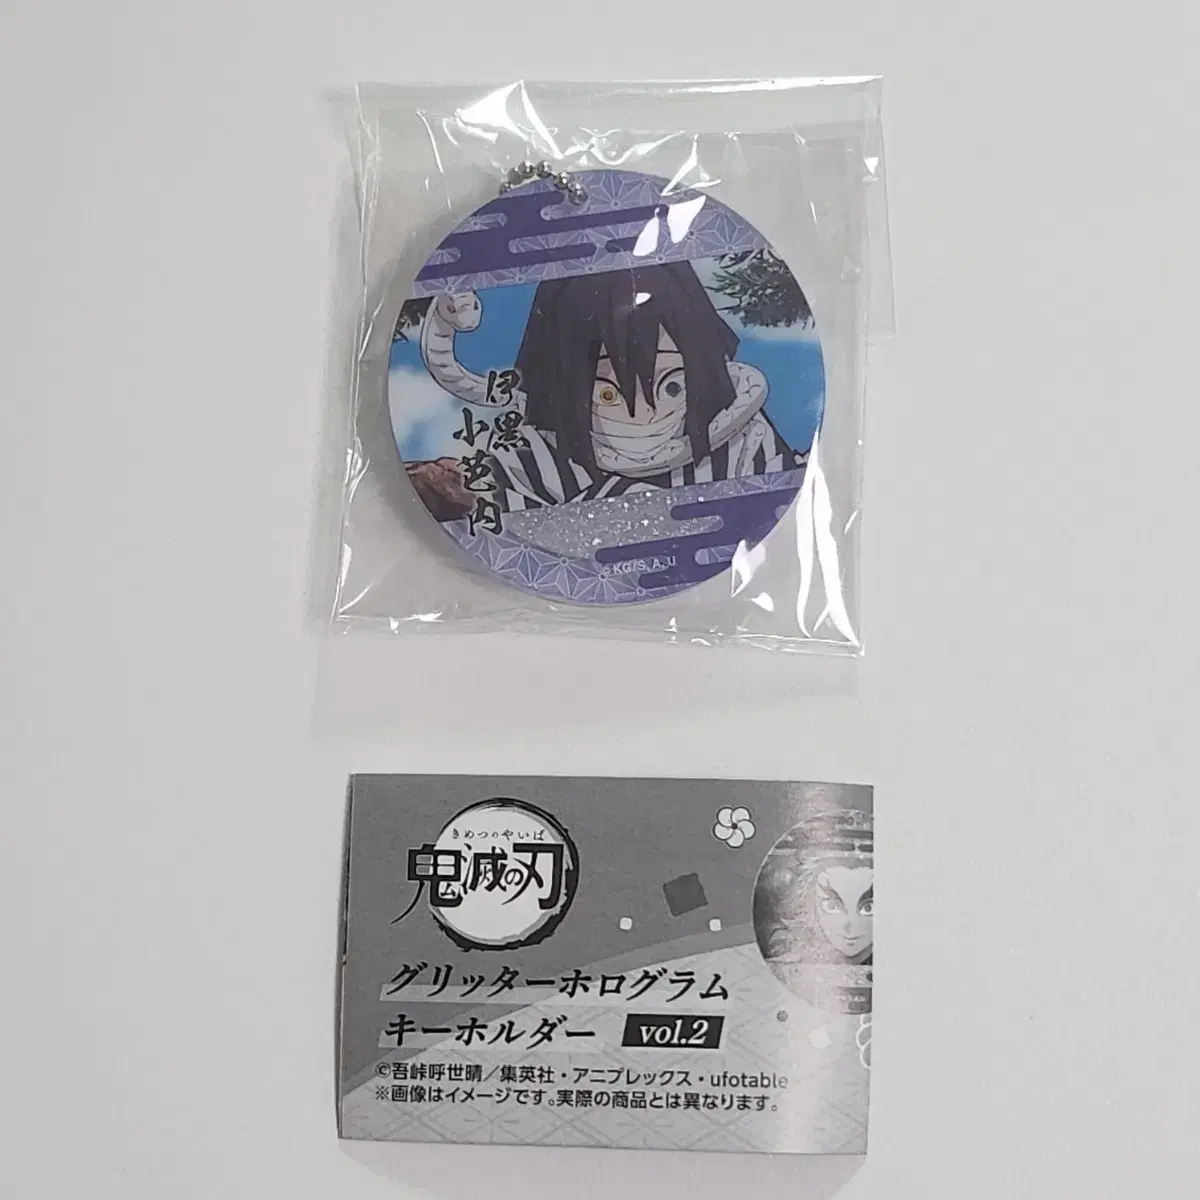 伊黒
小芭内
©KG/S,A,U
きめつのやいば
鬼滅の刃
グリッターホログラム
キーホルダー vol.2
©吾峠呼世晴／集英社・アニプレックス・ufotable
※画像はイメージです。実際の商品とは異なります。